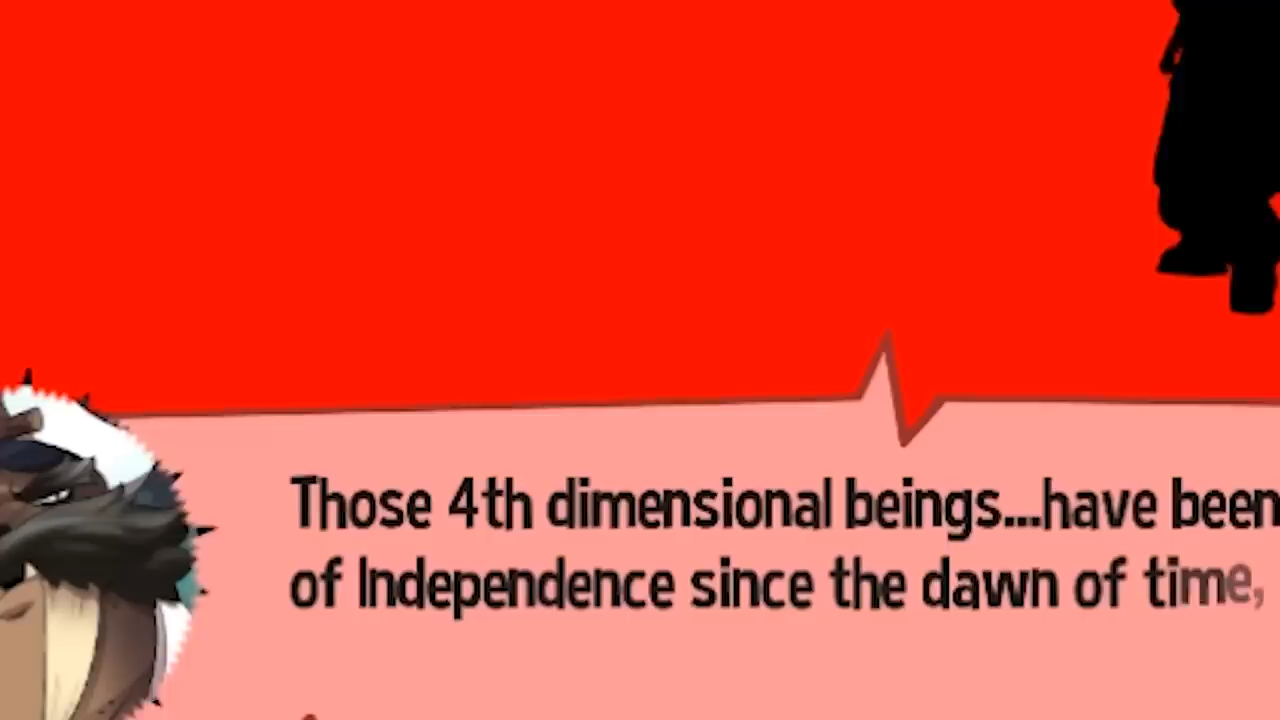 Those 4th dimensional beings...have been
of Independence since the dawn of time,